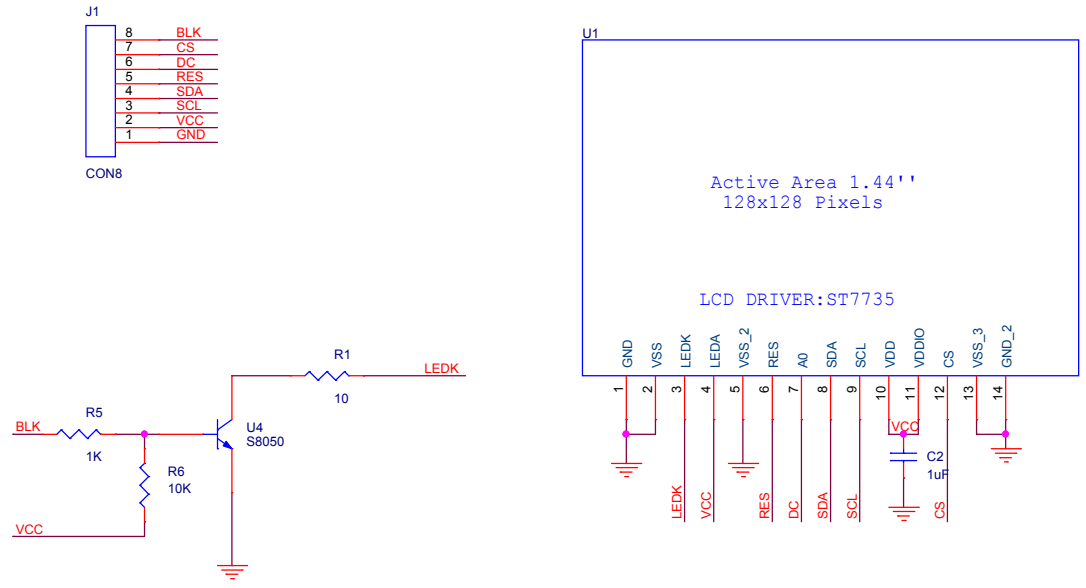 J1
8 BLK
7 CS
6 DC
5 RES
4 SDA
3 SCL
2 VCC
1 GND
CON8
U1
Active Area 1.44''
128x128 Pixels
LCD DRIVER:ST7735
GND
VSS
LEDK
LEDA
VSS_2
RES
A0
SDA
SCL
VDD
VDDIO
CS
VSS_3
GND_2
1
2
3
4
5
6
7
8
9
10
11
12
13
14
LEDK
VCC
RES
DC
SDA
SCL
VCC
C2
1uF
CS
R1
10
LEDK
BLK
R5
1K
U4
S8050
R6
10K
VCC